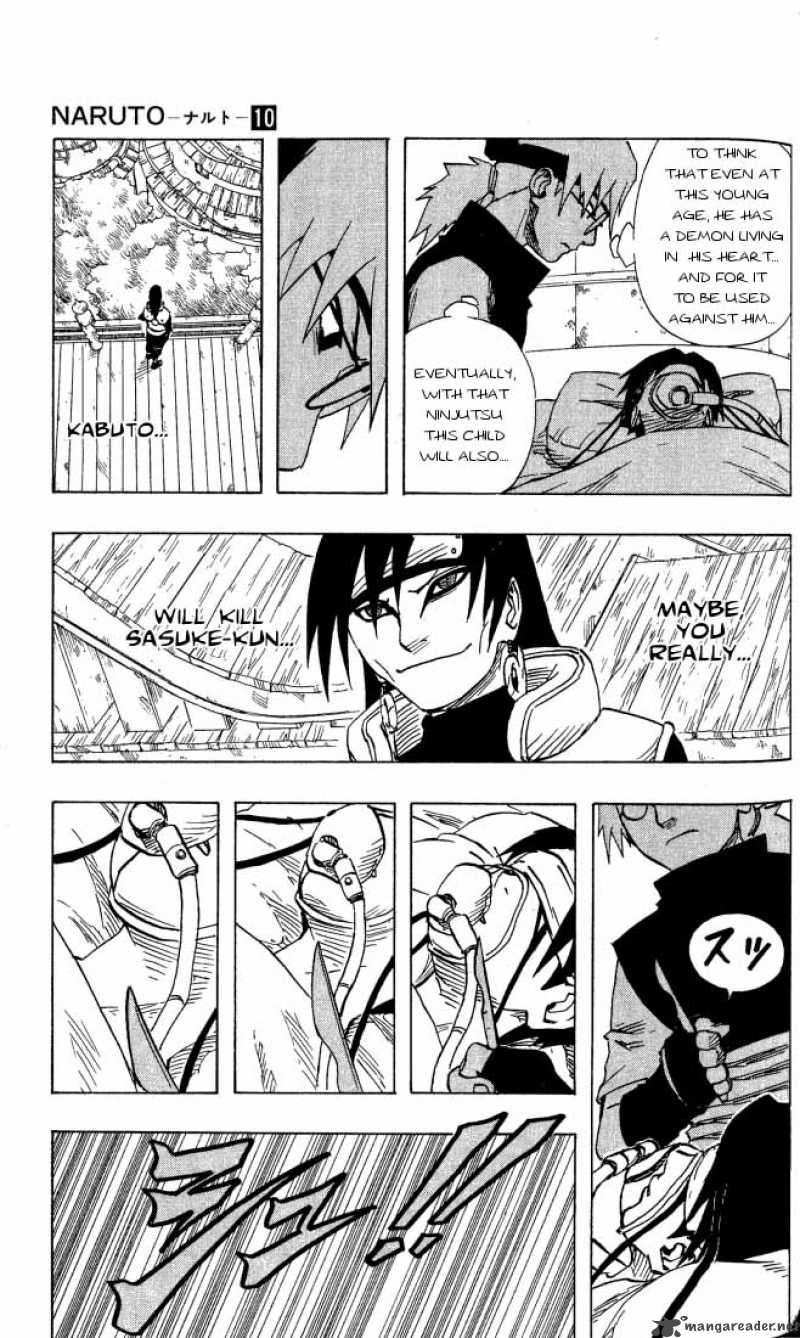 NARUTO—ナルト—10
TO THINK
THAT EVEN AT
THIS YOUNG
AGE, HE HAS
A DEMON LIVING
IN HIS HEART...
AND FOR IT
TO BE USED
AGAINST HIM...
EVENTUALLY,
WITH THAT
NINJUTSU
THIS CHILD
WILL ALSO....
KABUTO...
MAYBE,
YOU
REALLY...
WILL KILL
SASUKE-KUN...
スッ
シュ!!
mangareader.net